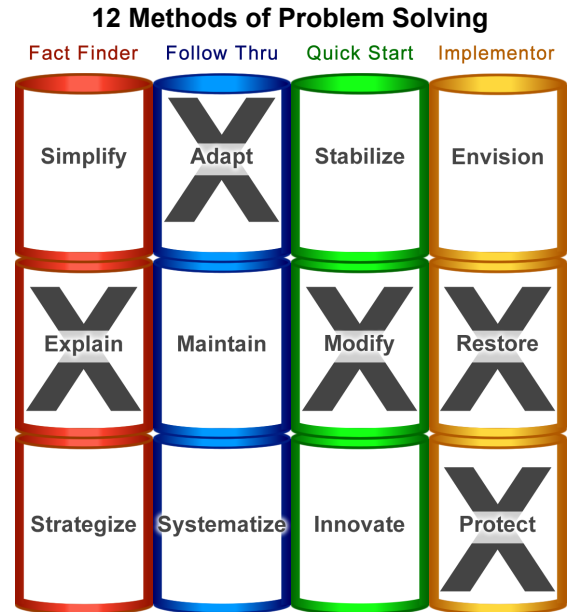 12 Methods of Problem Solving
Fact Finder Follow Thru Quick Start Implementor
Simplify Adapt Stabilize Envision
Explain Maintain Modify Restore
Strategize Systematize Innovate Protect